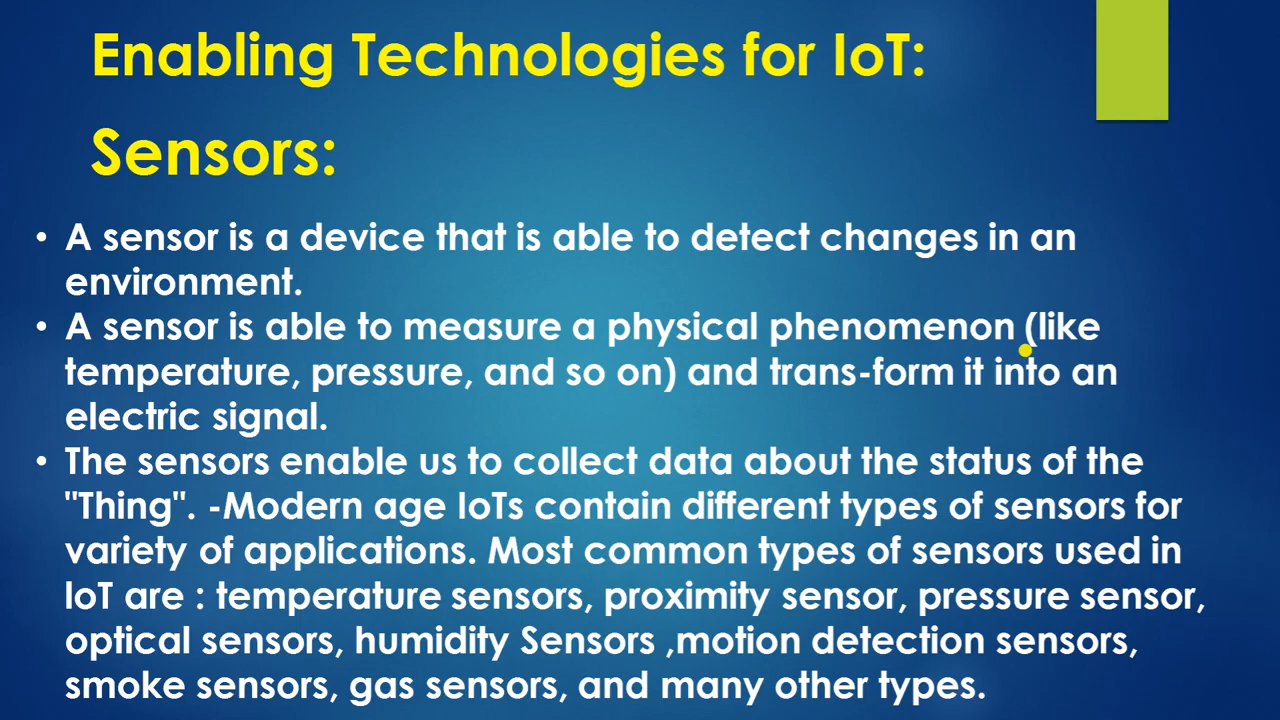 Enabling Technologies for IoT:
Sensors:
• A sensor is a device that is able to detect changes in an
environment.
• A sensor is able to measure a physical phenomenon (like
temperature, pressure, and so on) and trans-form it into an
electric signal.
• The sensors enable us to collect data about the status of the
"Thing". -Modern age IoTs contain different types of sensors for
variety of applications. Most common types of sensors used in
IoT are : temperature sensors, proximity sensor, pressure sensor,
optical sensors, humidity Sensors ,motion detection sensors,
smoke sensors, gas sensors, and many other types.